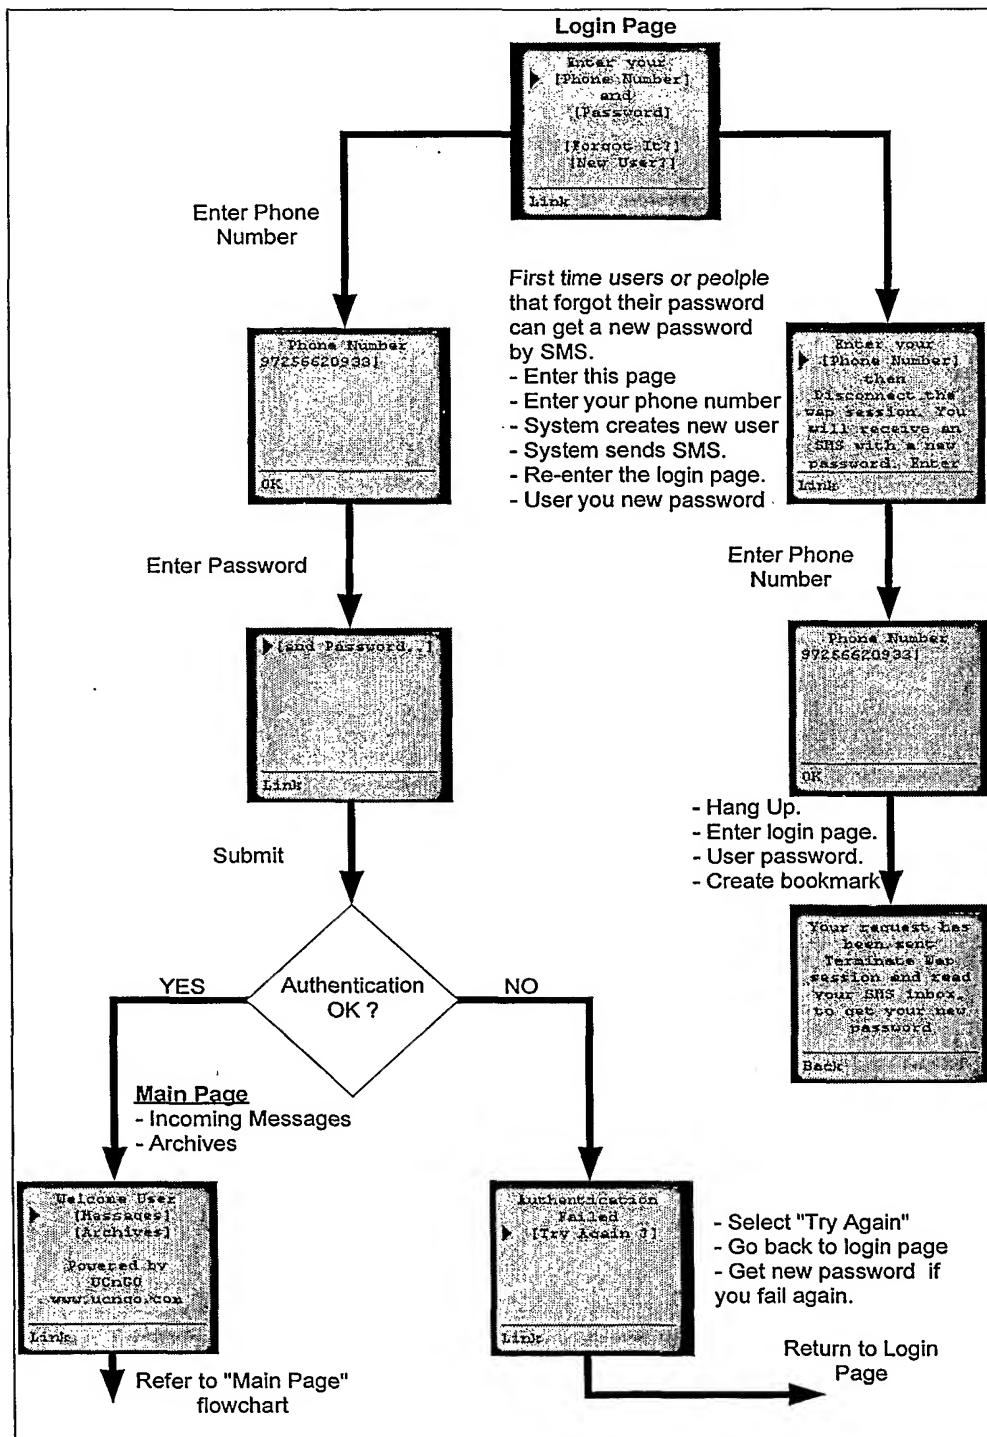 Login Page
Enter your
[Phone Number]
and
[Password]
[Forgot It?]
[New User?]
Link
Enter Phone
Number
First time users or peolple
that forgot their password
can get a new password
by SMS.
- Enter this page
- Enter your phone number
- System creates new user
- System sends SMS.
- Re-enter the login page.
- User you new password
Phone Number
97256620933|
OK
Enter your
[Phone Number]
then
Disconnect the
wap session. You
will receive an
SMS with a new
password. Enter
Link
Enter Password
Enter Phone
Number
[and Password..]
Link
Phone Number
97256620933|
OK
Submit
- Hang Up.
- Enter login page.
- User password.
- Create bookmark
Your request has
been sent
Terminate Wap
session and read
your SMS inbox,
to get your new
password
Back
YES
Authentication
OK ?
NO
Main Page
- Incoming Messages
- Archives
Welcome User
[Messages]
[Archives]
Powered by
UCnGO
www.ucngo.com
Link
Authentication
Failed
[Try Again ?]
Link
- Select "Try Again"
- Go back to login page
- Get new password if
you fail again.
Return to Login
Page
Refer to "Main Page"
flowchart